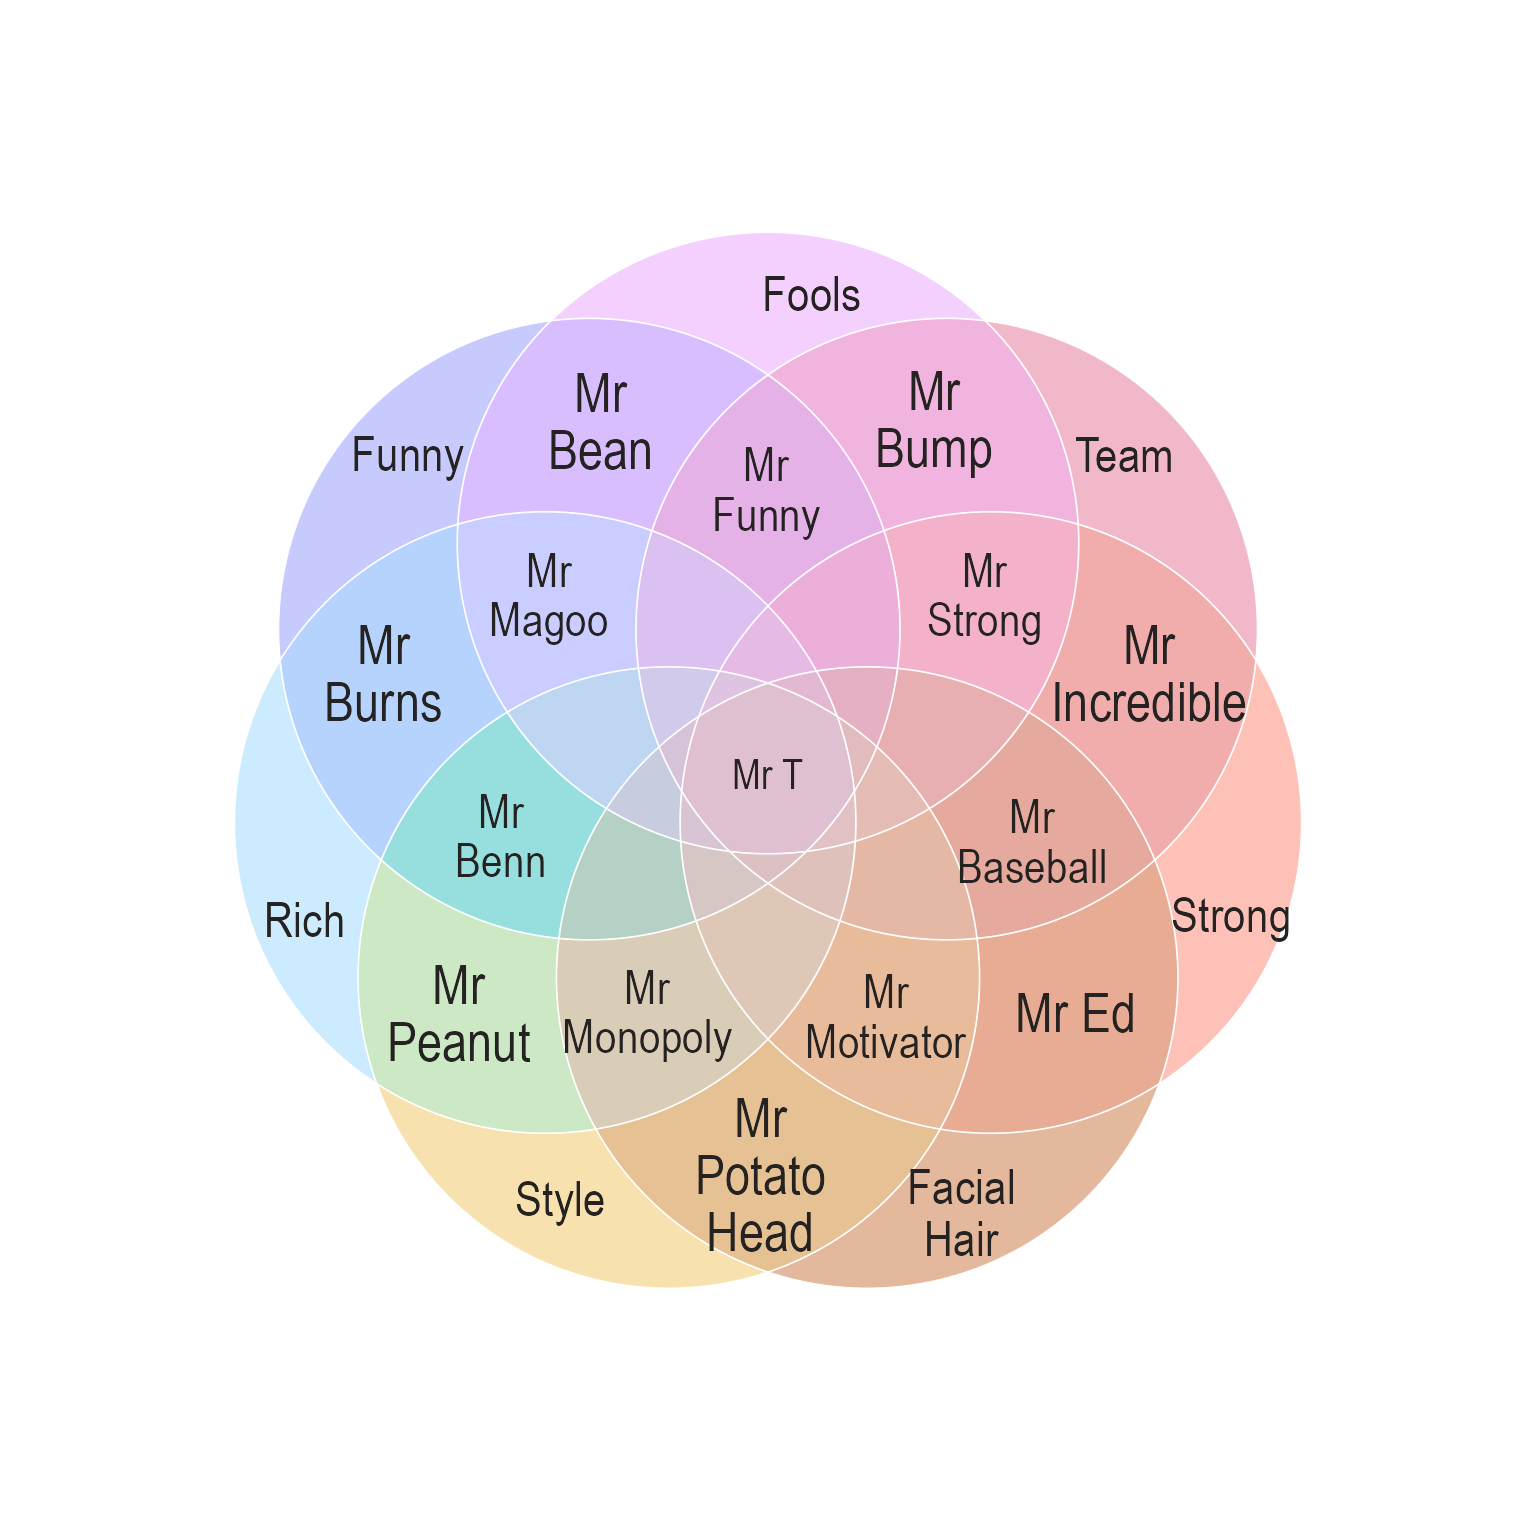 Fools
Mr
Bean
Mr
Bump
Funny
Team
Mr
Funny
Mr
Magoo
Mr
Strong
Mr
Burns
Mr
Incredible
Mr T
Mr
Benn
Mr
Baseball
Rich
Strong
Mr
Peanut
Mr
Monopoly
Mr
Motivator
Mr Ed
Mr
Potato
Head
Style
Facial
Hair